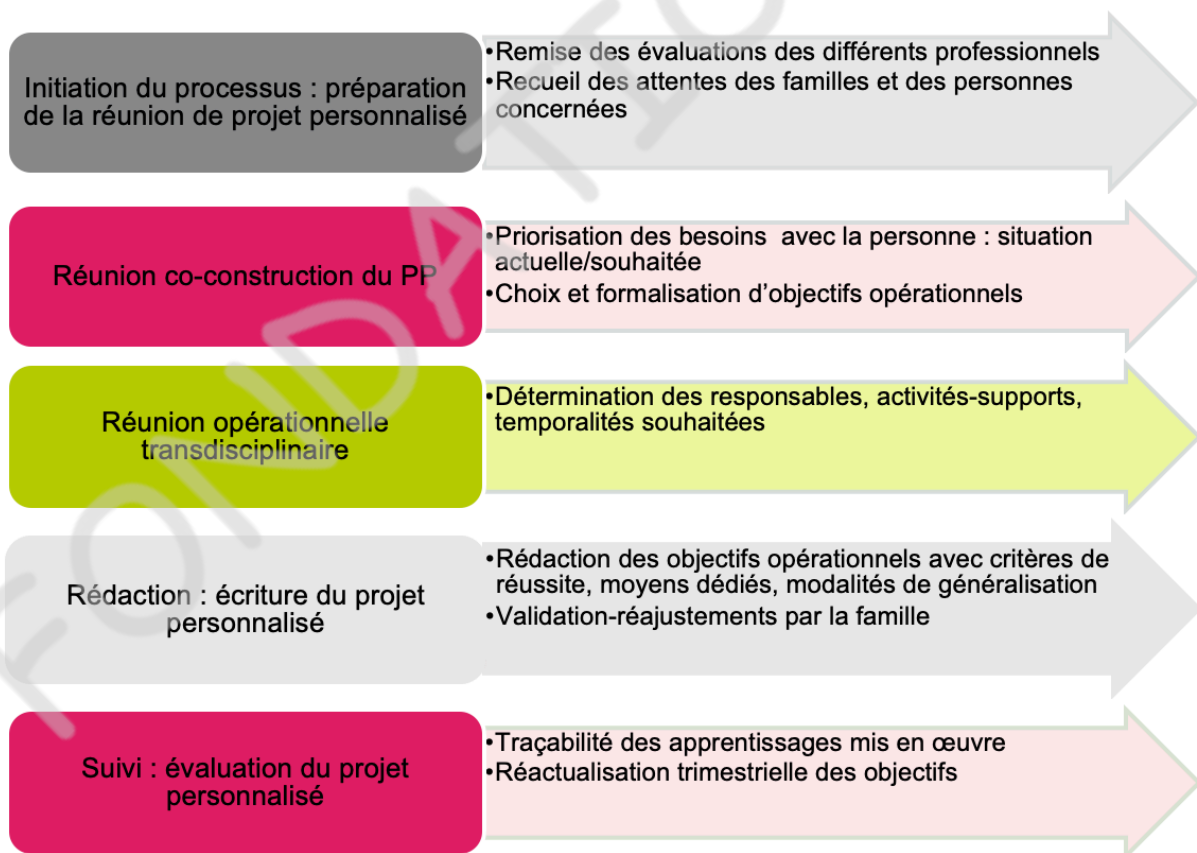 Initiation du processus : préparation
de la réunion de projet personnalisé
•Remise des évaluations des différents professionnels
•Recueil des attentes des familles et des personnes
concernées
Réunion co-construction du PP
•Priorisation des besoins  avec la personne : situation
actuelle/souhaitée
•Choix et formalisation d’objectifs opérationnels
Réunion opérationnelle
transdisciplinaire
•Détermination des responsables, activités-supports,
temporalités souhaitées
Rédaction : écriture du projet
personnalisé
•Rédaction des objectifs opérationnels avec critères de
réussite, moyens dédiés, modalités de généralisation
•Validation-réajustements par la famille
Suivi : évaluation du projet
personnalisé
•Traçabilité des apprentissages mis en œuvre
•Réactualisation trimestrielle des objectifs
FONDATIO